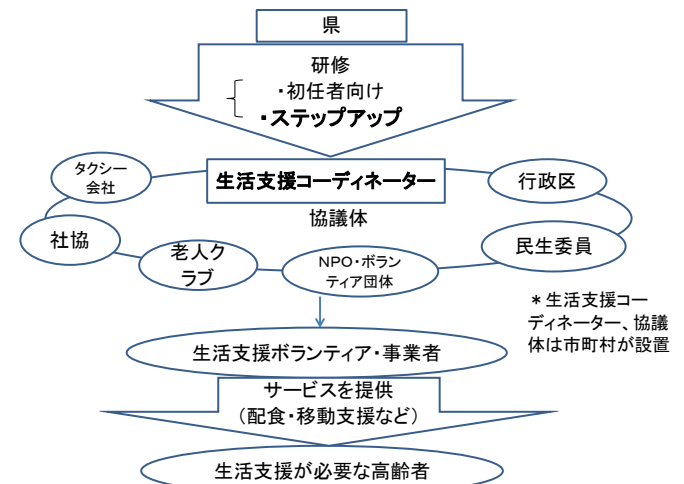 県
研修
・初任者向け
・ステップアップ
タクシー
会社
生活支援コーディネーター
行政区
協議体
社協
老人ク
ラブ
NPO・ボラン
ティア団体
民生委員
＊生活支援コー
ディネーター、協議
体は市町村が設置
生活支援ボランティア・事業者
サービスを提供
（配食・移動支援など）
生活支援が必要な高齢者